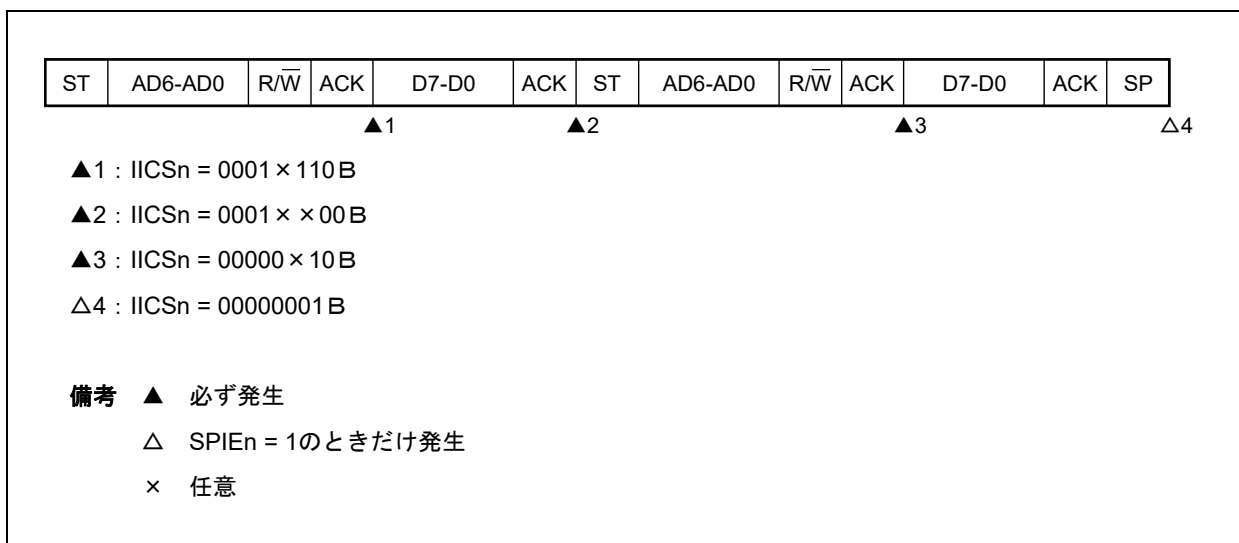 ST AD6-AD0 R/W̅ ACK D7-D0 ACK ST AD6-AD0 R/W̅ ACK D7-D0 ACK SP
▲1 ▲2 ▲3 △4
▲1:IICSn = 0001×110B
▲2:IICSn = 0001××00B
▲3:IICSn = 00000×10B
△4:IICSn = 00000001B
備考 ▲ 必ず発生
△ SPIEn = 1のときだけ発生
× 任意